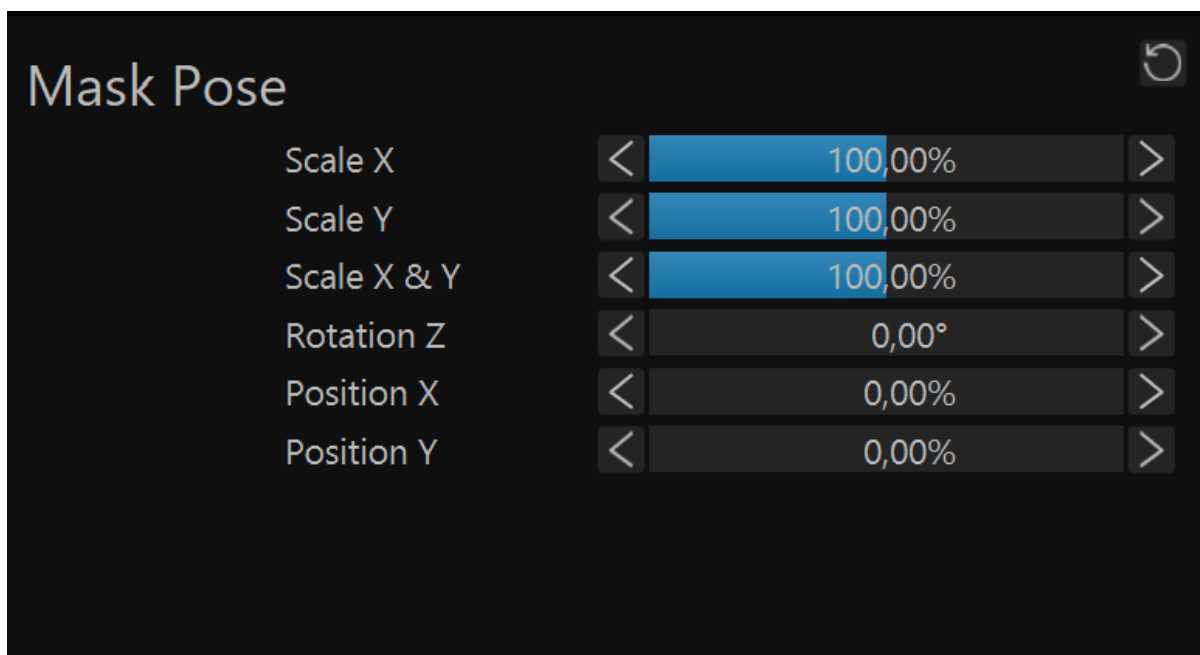 Mask Pose
Scale X 100,00%
Scale Y 100,00%
Scale X & Y 100,00%
Rotation Z 0,00°
Position X 0,00%
Position Y 0,00%